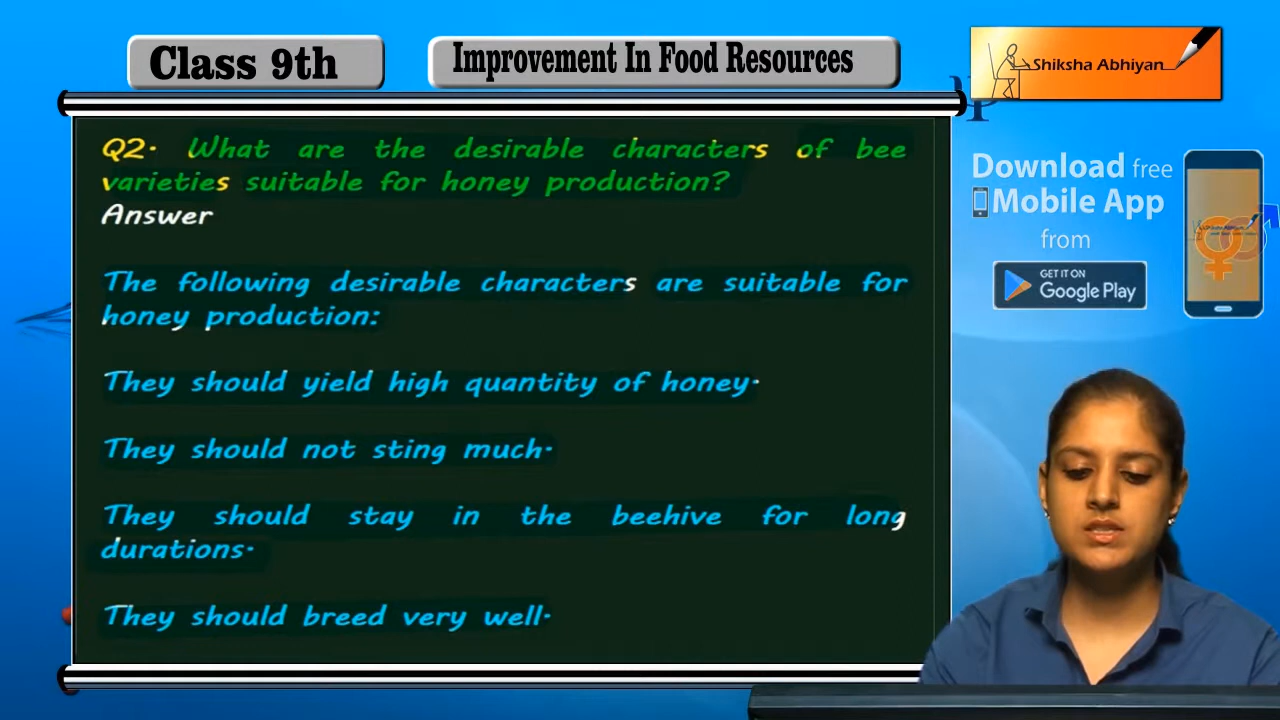 Class 9th
Improvement In Food Resources
Shiksha Abhiyan
Q2. What are the desirable characters of bee
varieties suitable for honey production?
Answer
The following desirable characters are suitable for
honey production:
They should yield high quantity of honey.
They should not sting much.
They should stay in the beehive for long
durations.
They should breed very well.
Download free
Mobile App
from
GET IT ON
Google Play